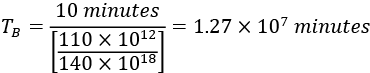 T_B = 10 minutes / [110 × 10^12 / 140 × 10^18] = 1.27 × 10^7 minutes